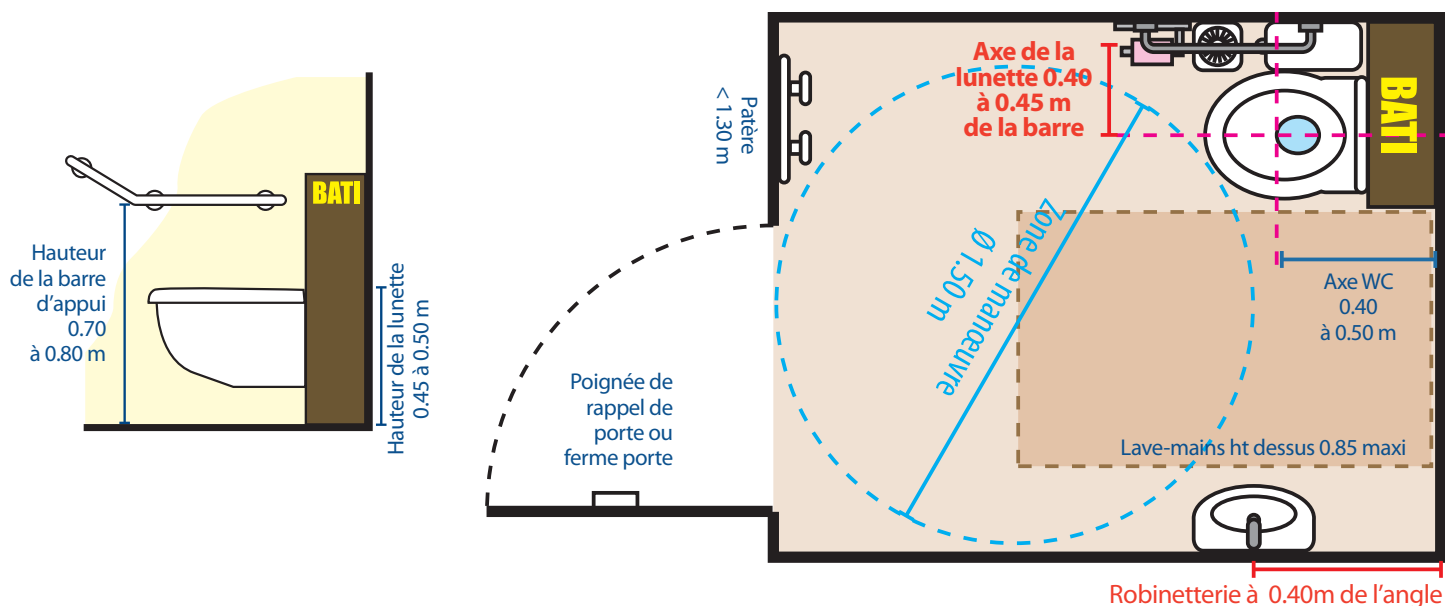 BATI
Hauteur
de la barre
d'appui
0.70
à 0.80 m
Hauteur de la lunette
0.45 à 0.50 m
Patère
< 1.30 m
Axe de la
lunette 0.40
à 0.45 m
de la barre
BATI
Zone de manœuvre
Ø 1.50 m
Axe WC
0.40
à 0.50 m
Poignée de
rappel de
porte ou
ferme porte
Lave-mains ht dessus 0.85 maxi
Robinetterie à  0.40m de l'angle